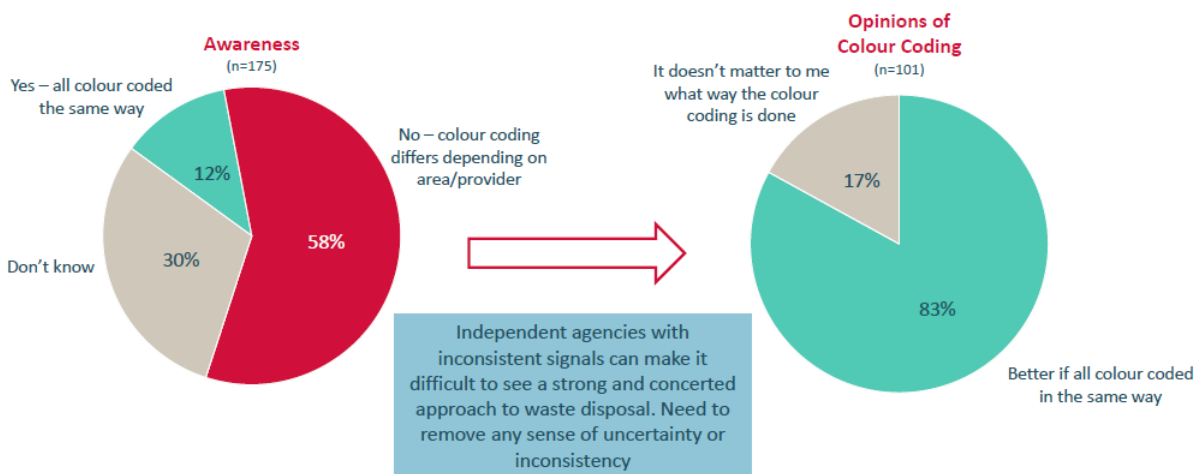 Awareness
(n=175)
Yes – all colour coded
the same way
12%
No – colour coding
differs depending on
area/provider
58%
30%
Don't know
Opinions of
Colour Coding
(n=101)
It doesn't matter to me
what way the colour
coding is done
17%
83%
Better if all colour coded
in the same way
Independent agencies with
inconsistent signals can make it
difficult to see a strong and concerted
approach to waste disposal. Need to
remove any sense of uncertainty or
inconsistency